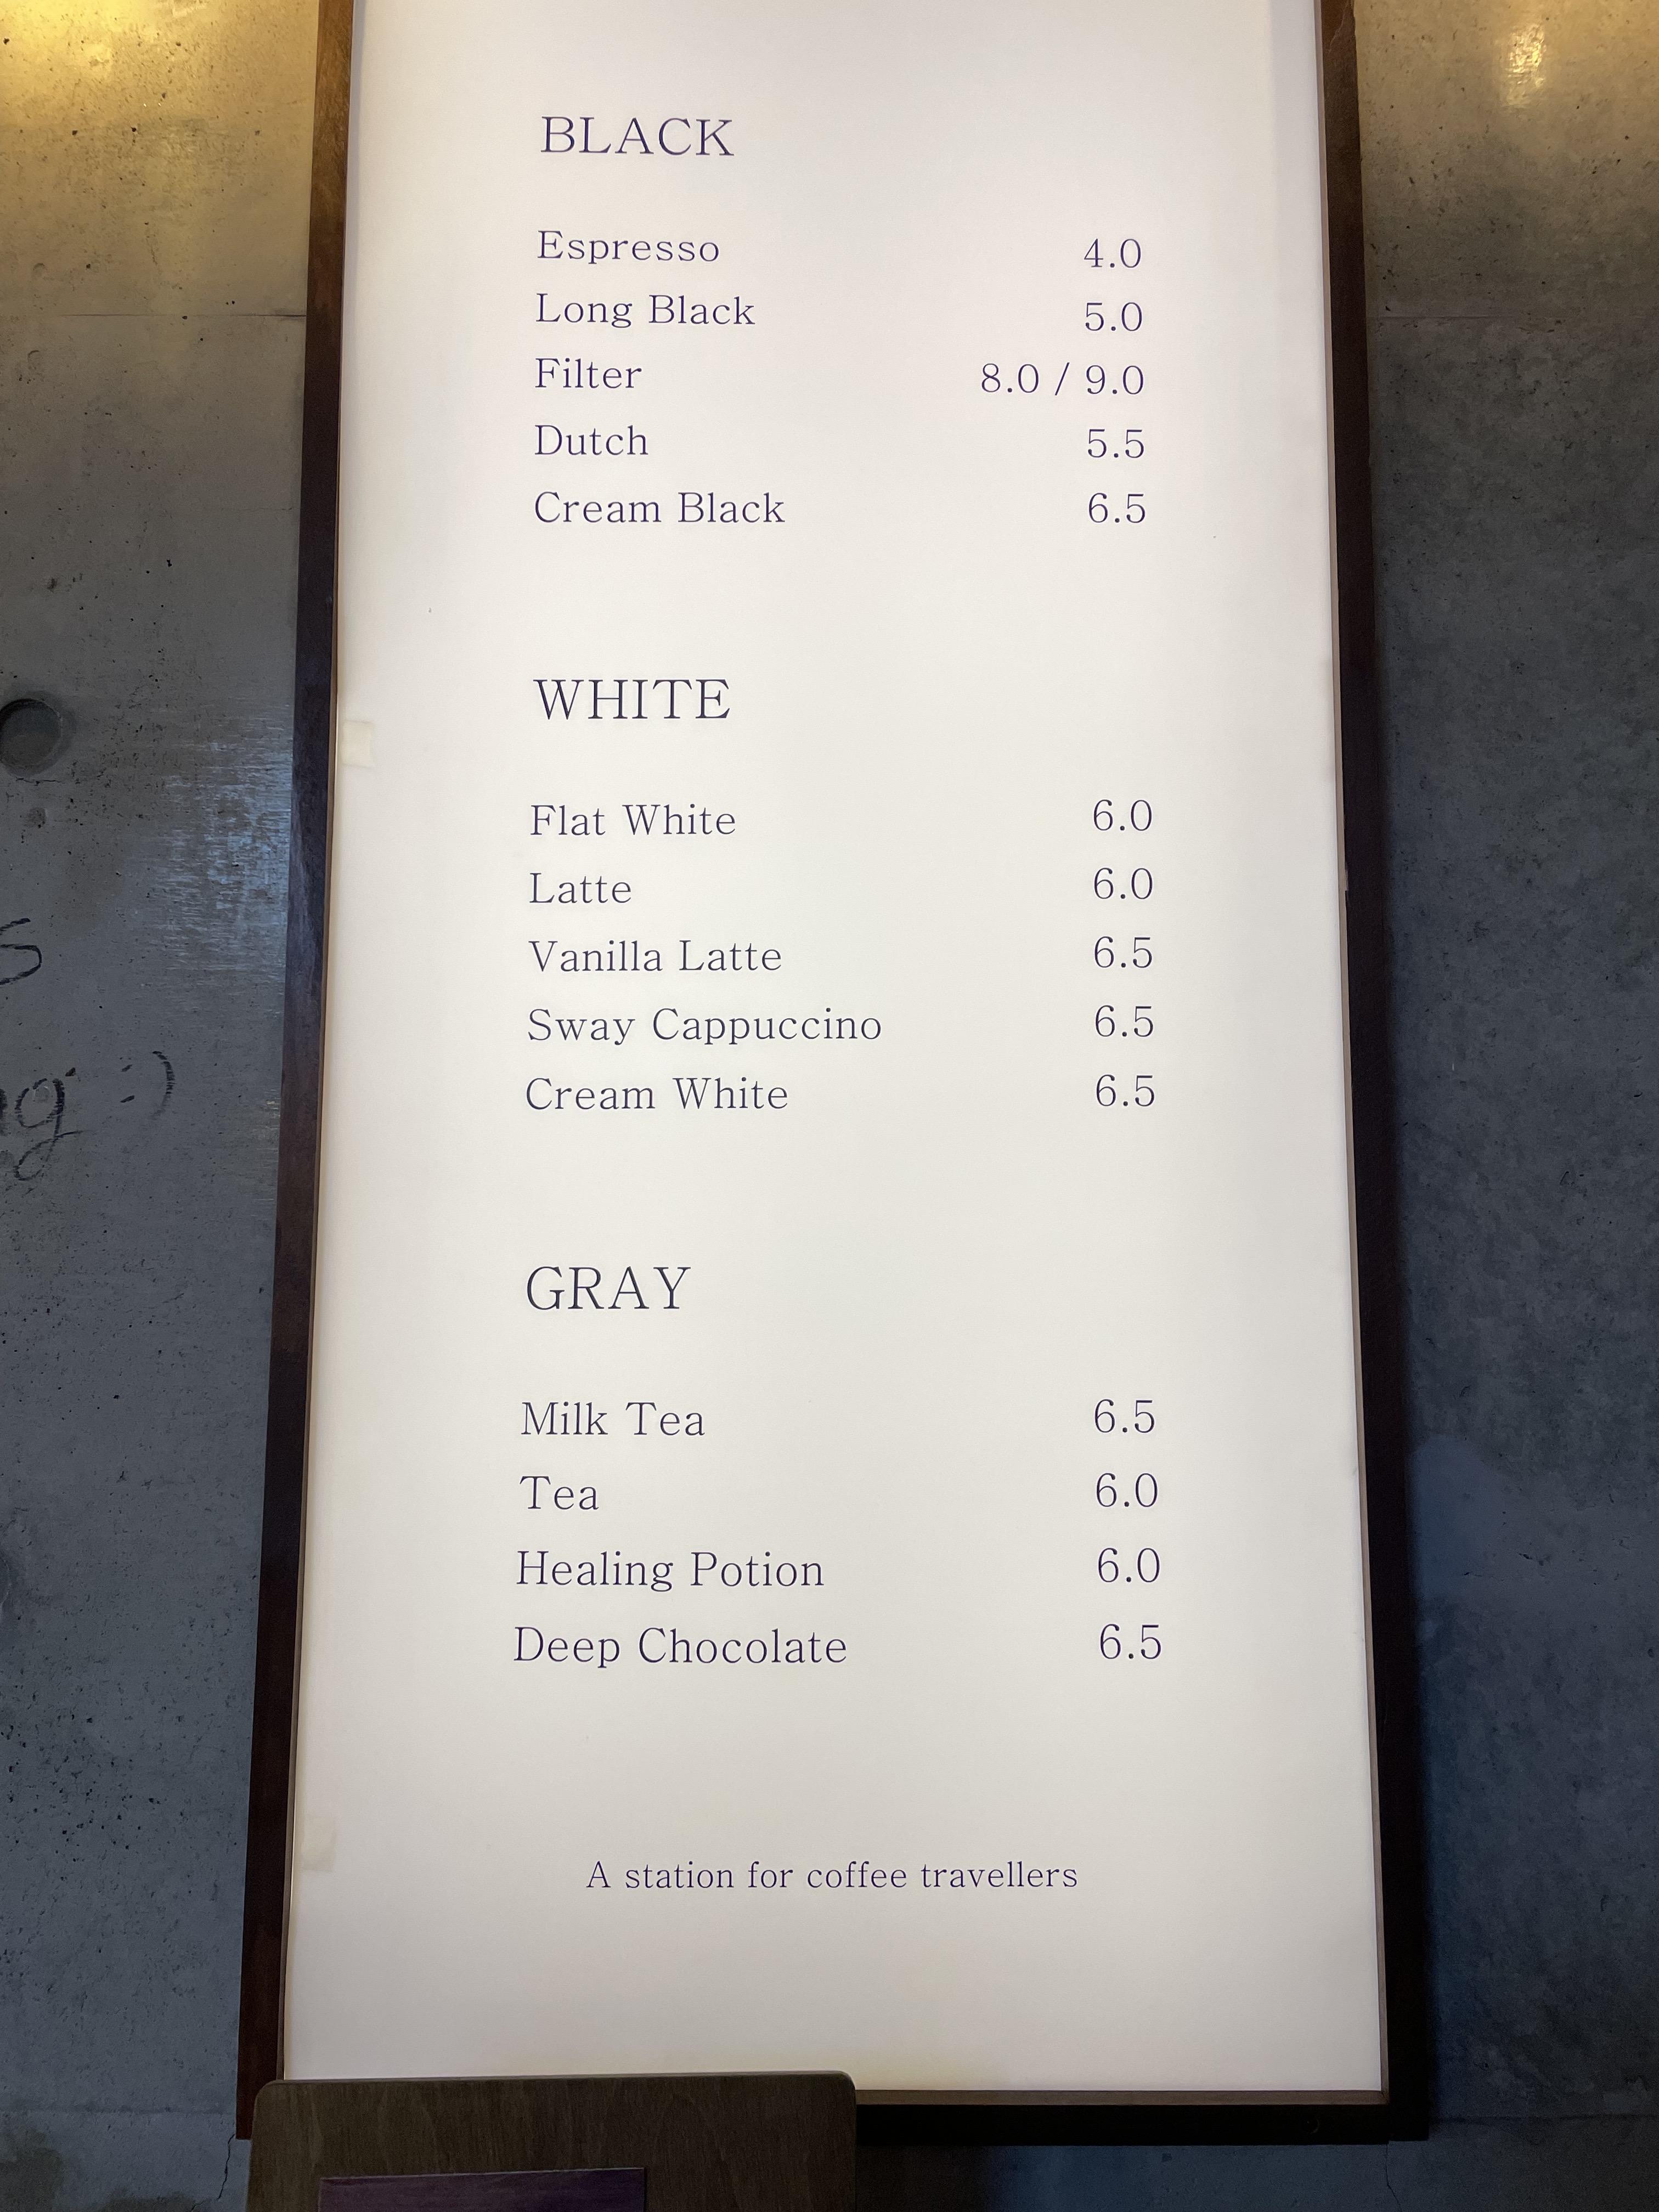 BLACK
Espresso 4.0
Long Black 5.0
Filter 8.0 / 9.0
Dutch 5.5
Cream Black 6.5
WHITE
Flat White 6.0
Latte 6.0
Vanilla Latte 6.5
Sway Cappuccino 6.5
Cream White 6.5
GRAY
Milk Tea 6.5
Tea 6.0
Healing Potion 6.0
Deep Chocolate 6.5
A station for coffee travellers